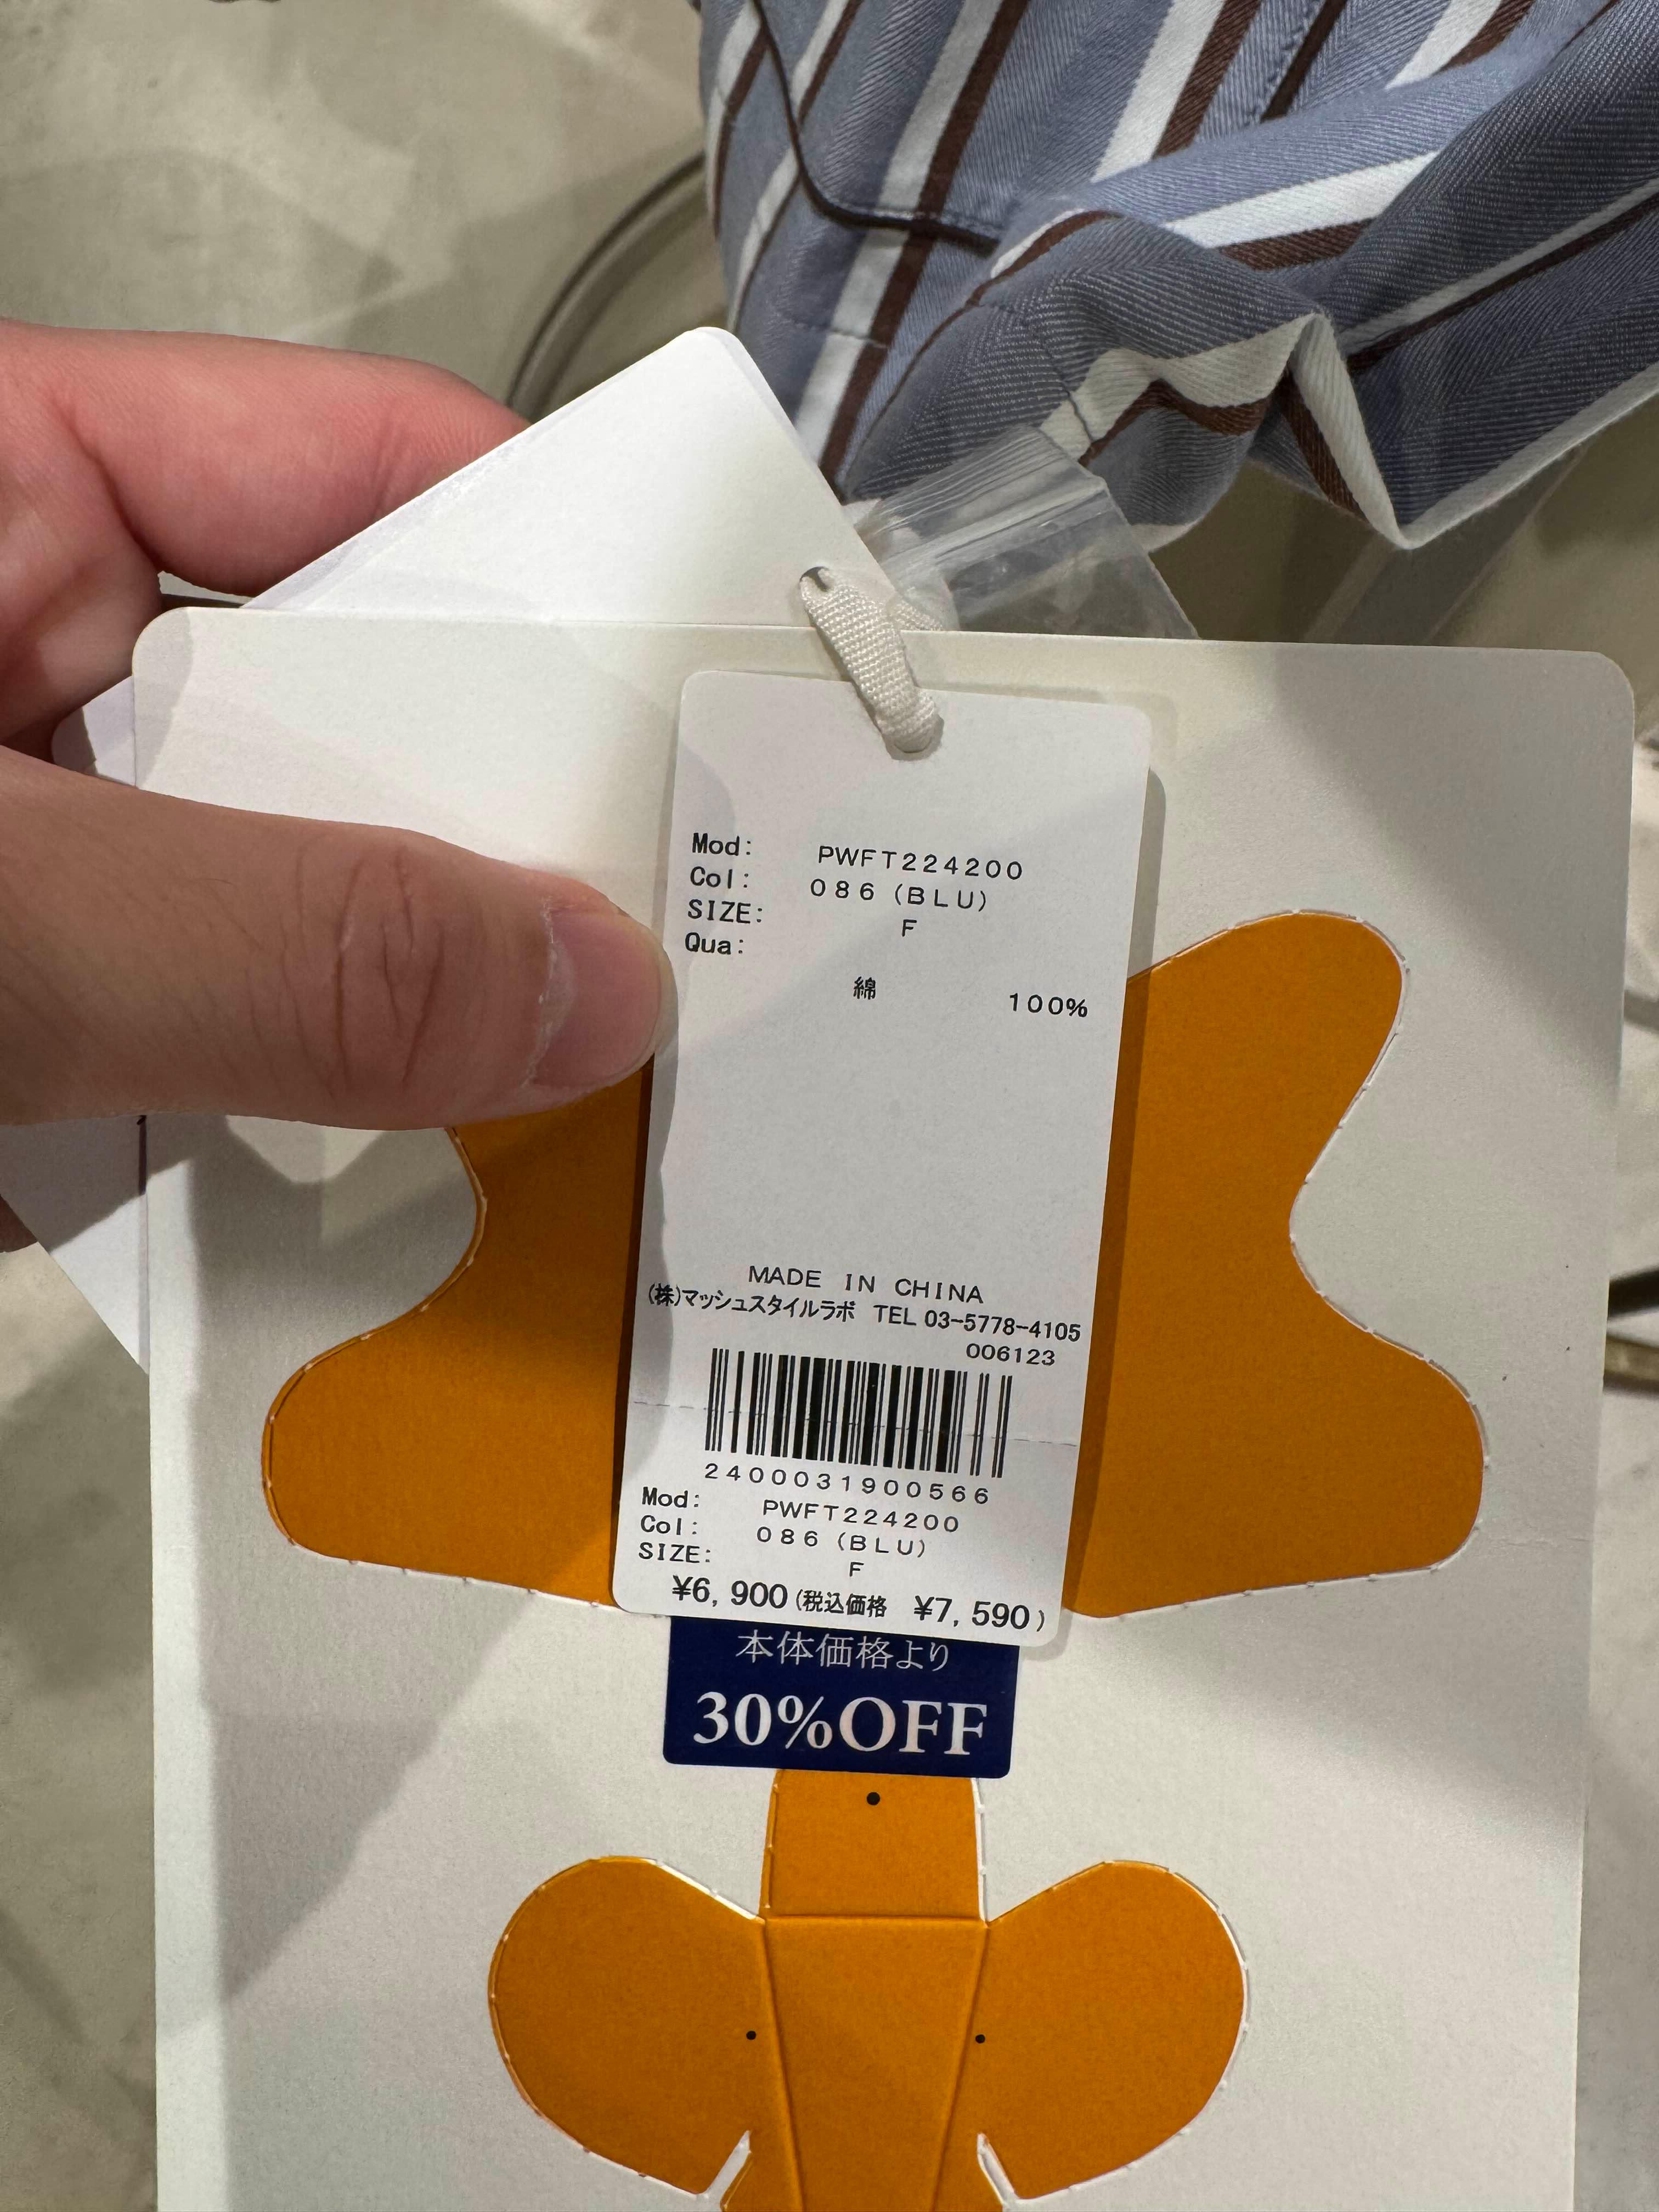 Mod: PWFT224200
Col: 086 (BLU)
SIZE: F
Qua:
綿 100%
MADE IN CHINA
(株)マッシュスタイルラボ TEL 03-5778-4105
006123
2400031900566
Mod: PWFT224200
Col: 086 (BLU)
SIZE: F
¥6,900(税込価格 ¥7,590)
本体価格より
30%OFF